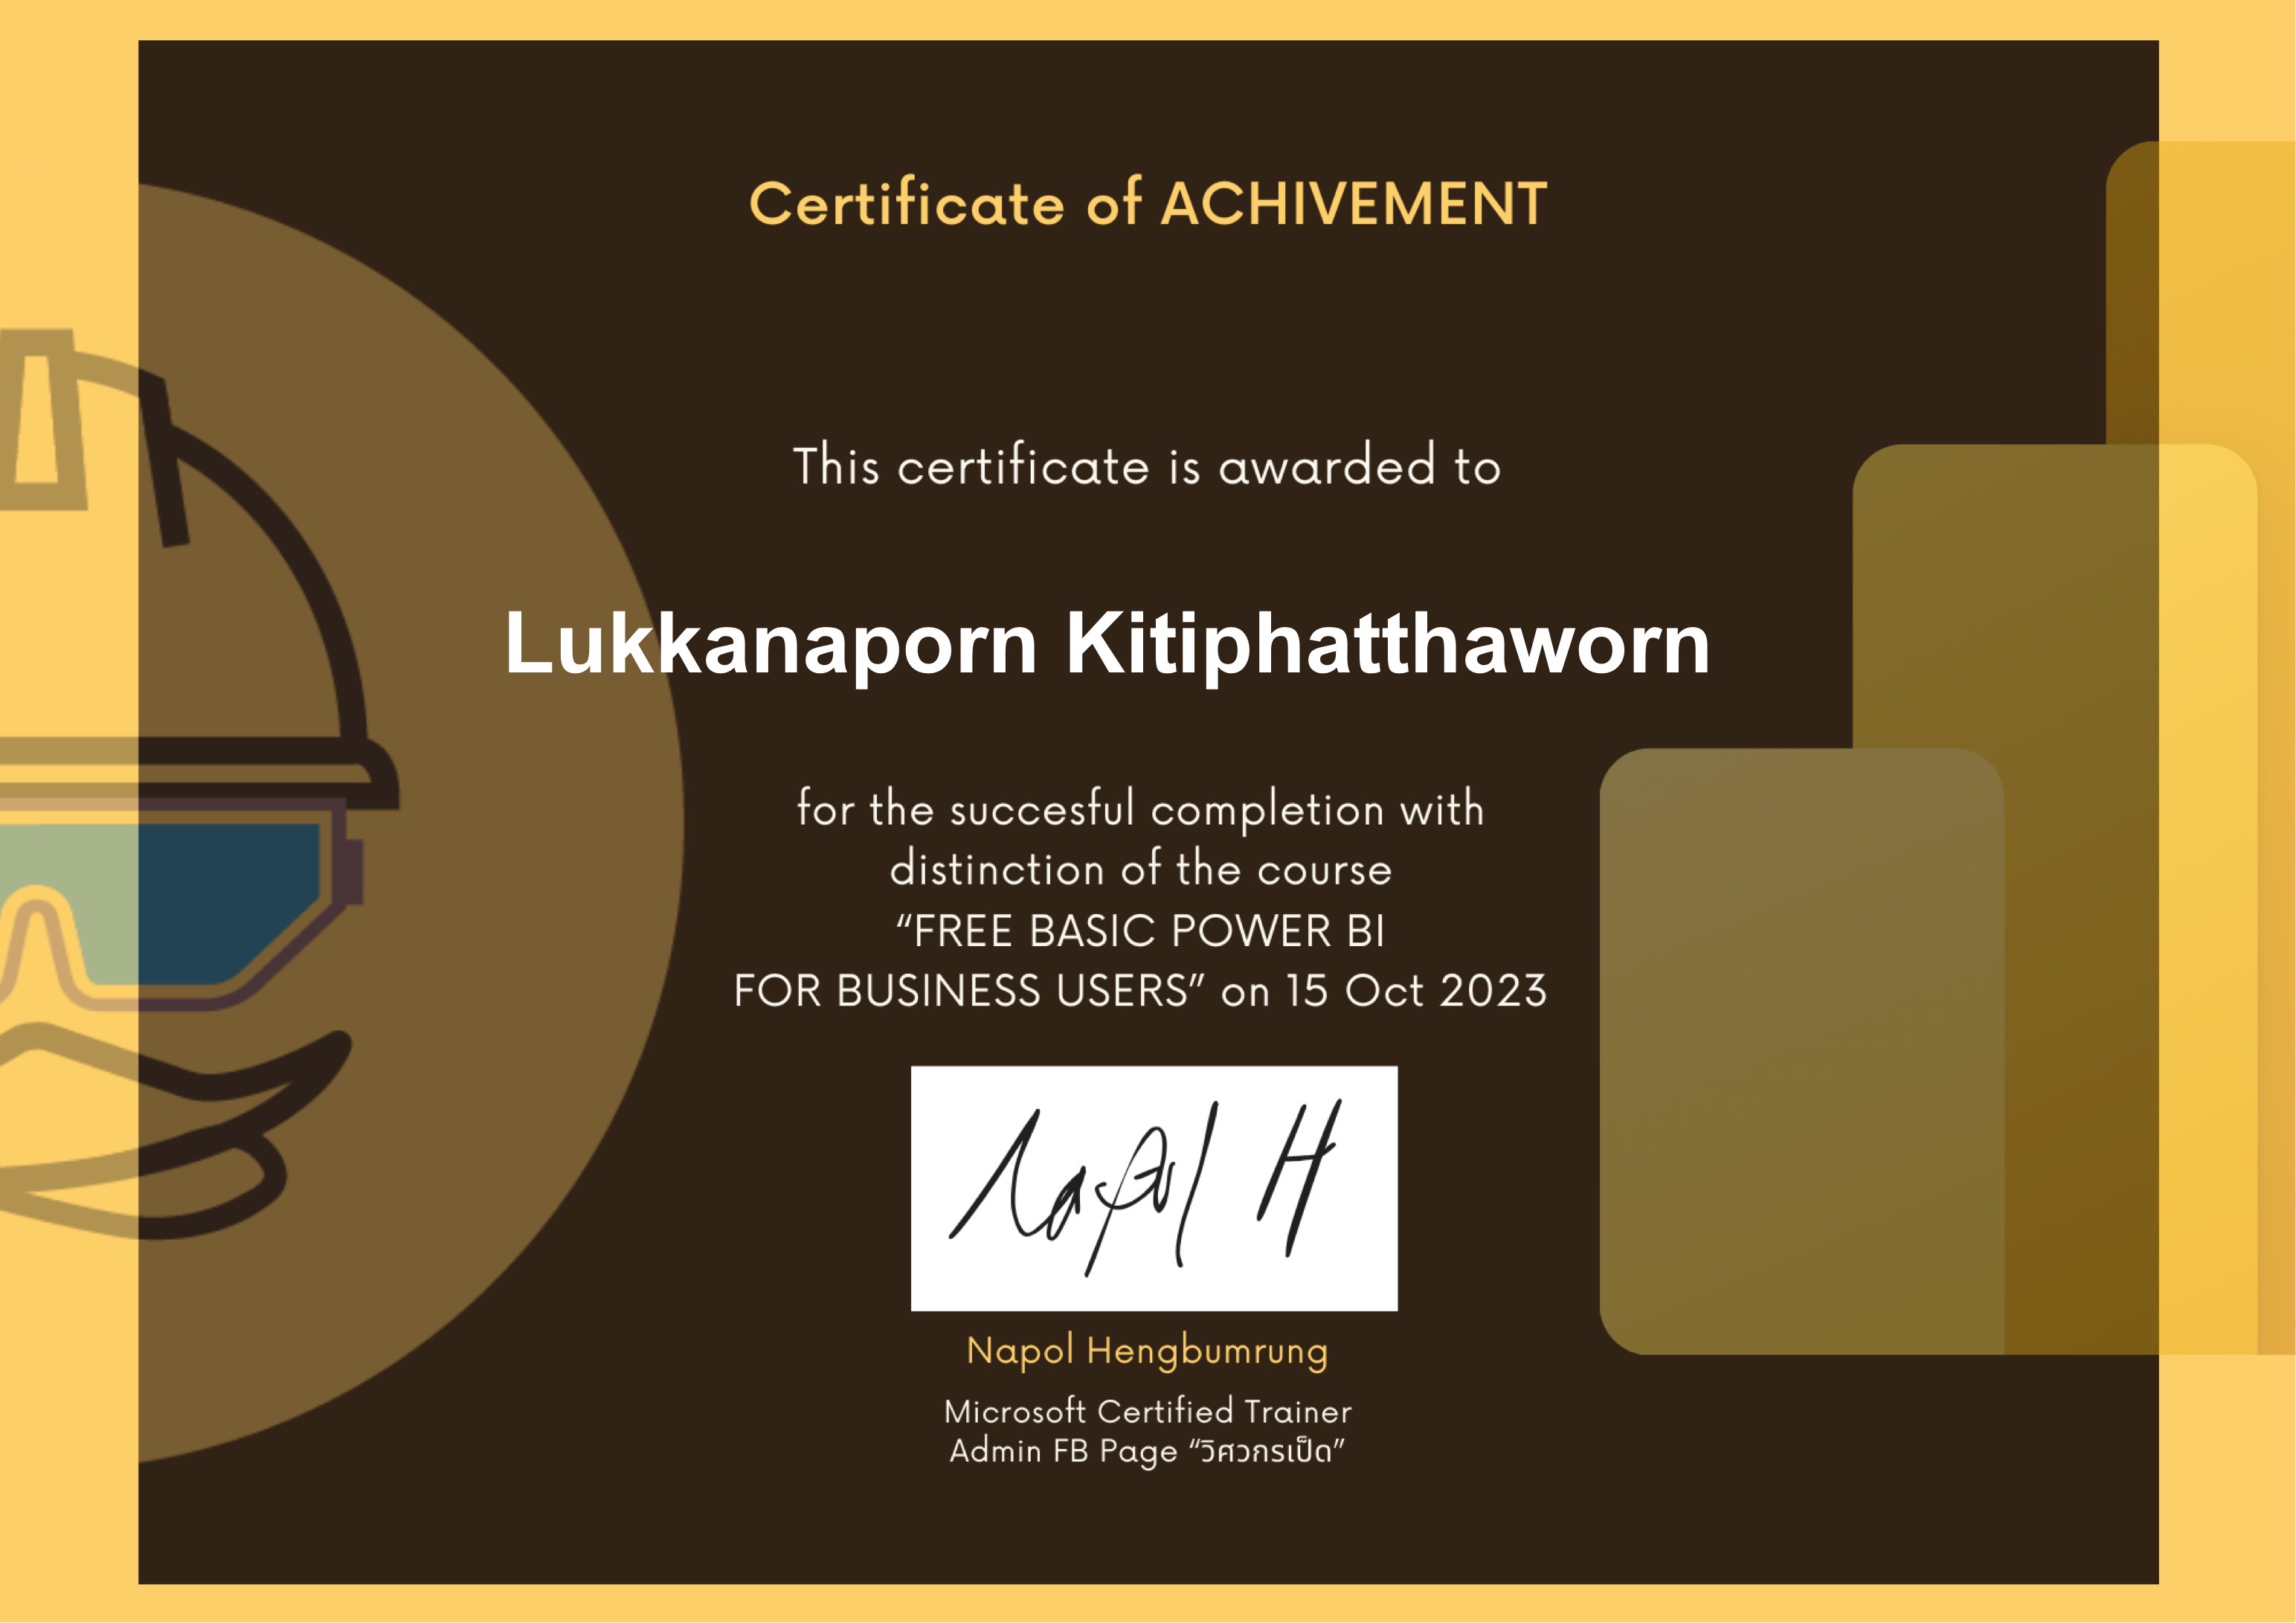 Certificate of ACHIVEMENT
This certificate is awarded to
Lukkanaporn Kitiphatthaworn
for the succesful completion with
distinction of the course
“FREE BASIC POWER BI
FOR BUSINESS USERS” on 15 Oct 2023
Napol H
Napol Hengbumrung
Microsoft Certified Trainer
Admin FB Page “วิศวกรเป็ด”